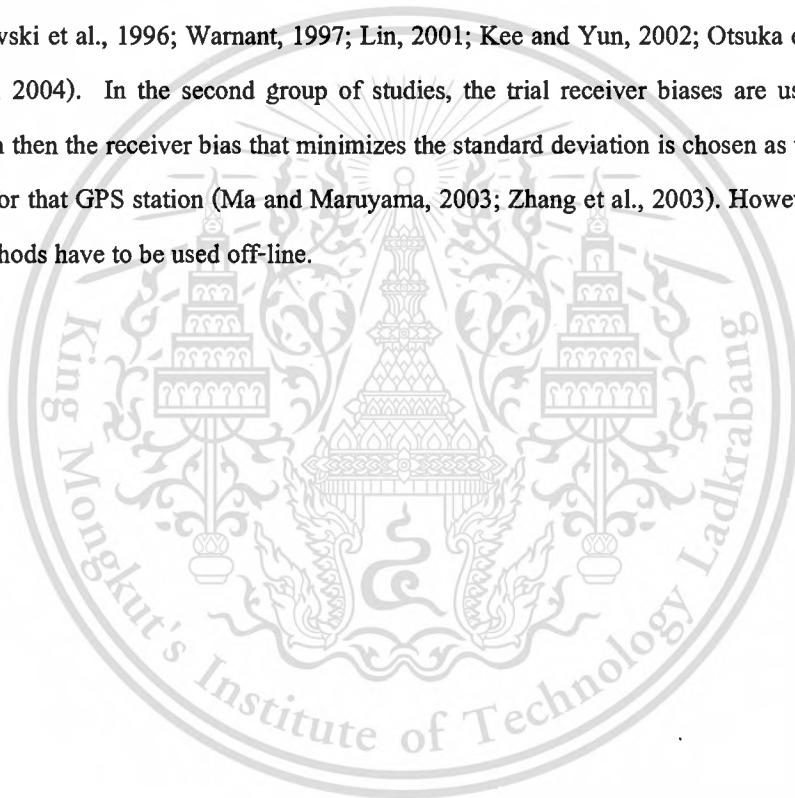 vski et al., 1996; Warnant, 1997; Lin, 2001; Kee and Yun, 2002; Otsuka e
2004). In the second group of studies, the trial receiver biases are us
then the receiver bias that minimizes the standard deviation is chosen as
or that GPS station (Ma and Maruyama, 2003; Zhang et al., 2003). Howev
hods have to be used off-line.
King Mongkut's Institute of Technology Ladkrabang